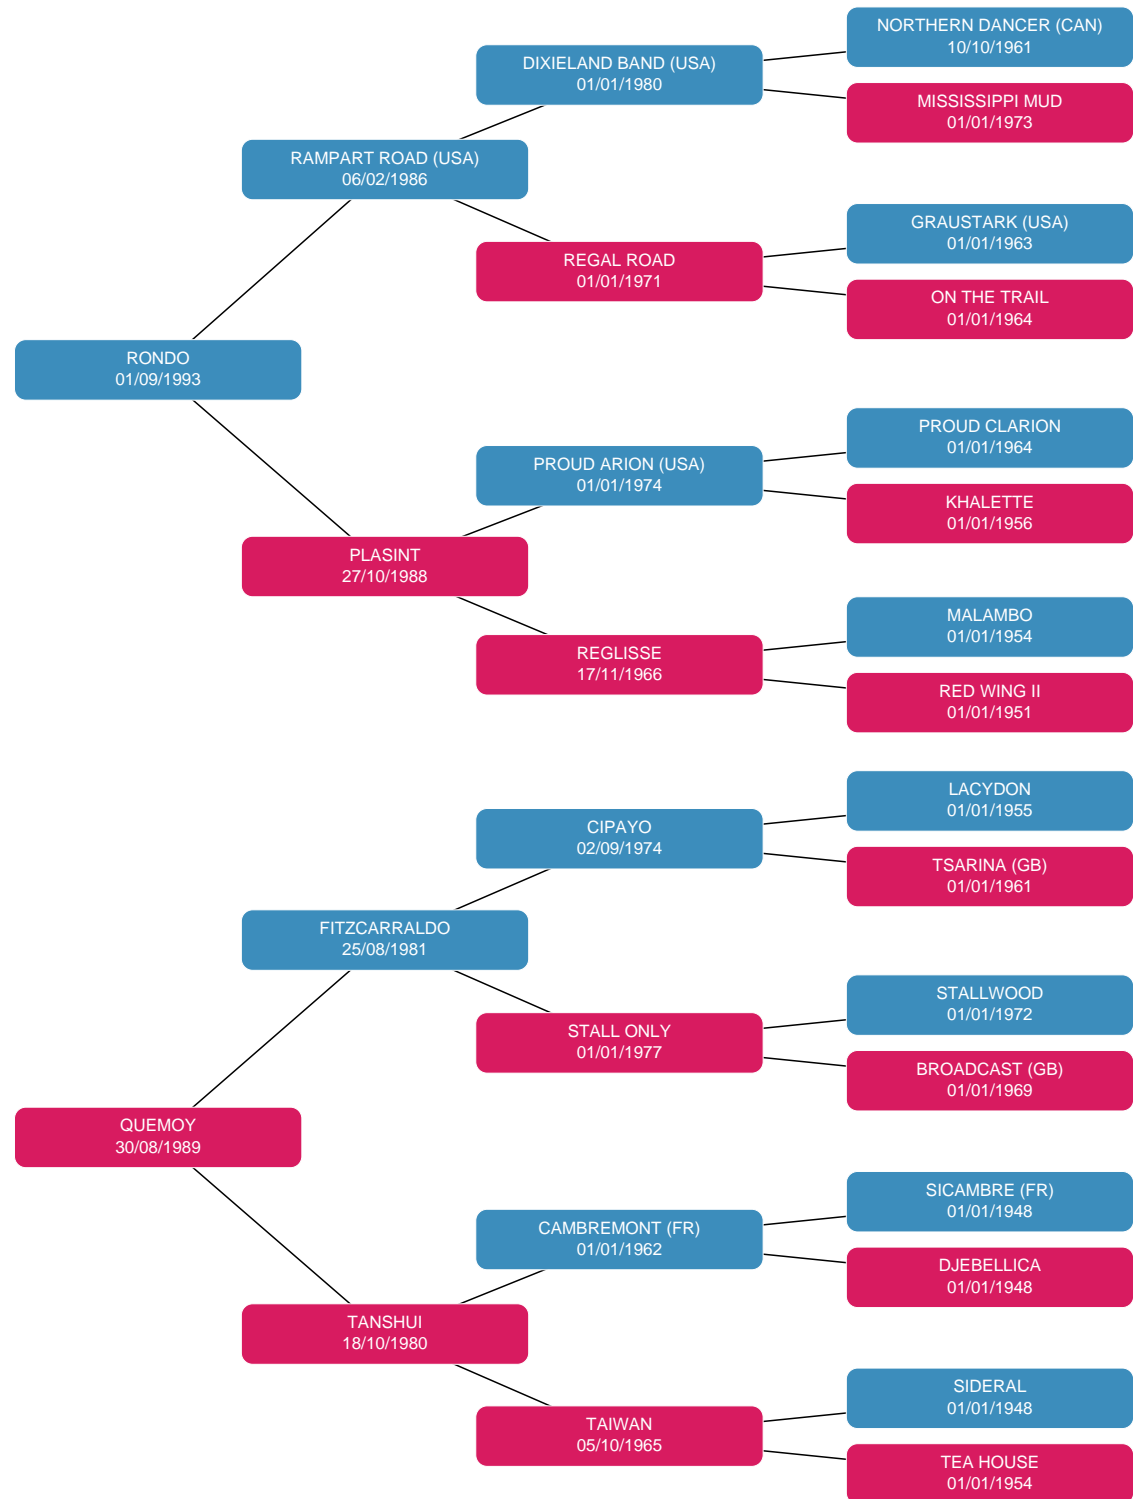 NORTHERN DANCER (CAN)
10/10/1961
DIXIELAND BAND (USA)
01/01/1980
MISSISSIPPI MUD
01/01/1973
RAMPART ROAD (USA)
06/02/1986
GRAUSTARK (USA)
01/01/1963
REGAL ROAD
01/01/1971
ON THE TRAIL
01/01/1964
RONDO
01/09/1993
PROUD CLARION
01/01/1964
PROUD ARION (USA)
01/01/1974
KHALETTE
01/01/1956
PLASINT
27/10/1988
MALAMBO
01/01/1954
REGLISSE
17/11/1966
RED WING II
01/01/1951
LACYDON
01/01/1955
CIPAYO
02/09/1974
TSARINA (GB)
01/01/1961
FITZCARRALDO
25/08/1981
STALLWOOD
01/01/1972
STALL ONLY
01/01/1977
BROADCAST (GB)
01/01/1969
QUEMOY
30/08/1989
SICAMBRE (FR)
01/01/1948
CAMBREMONT (FR)
01/01/1962
DJEBELLICA
01/01/1948
TANSHUI
18/10/1980
SIDERAL
01/01/1948
TAIWAN
05/10/1965
TEA HOUSE
01/01/1954